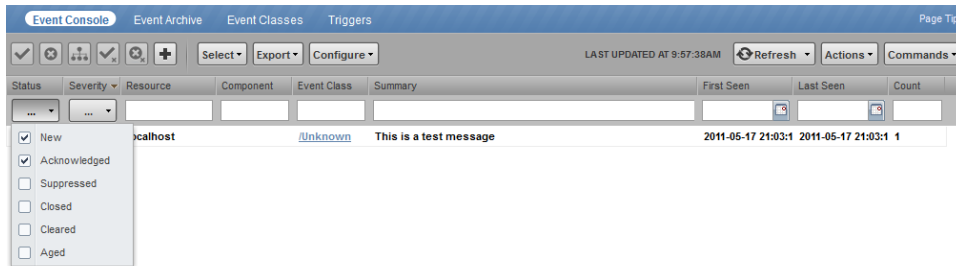 Event Console Event Archive Event Classes Triggers Page Tip
Select Export Configure LAST UPDATED AT 9:57:38AM Refresh Actions Commands
Status Severity Resource Component Event Class Summary First Seen Last Seen Count
... ...
New ocalhost /Unknown This is a test message 2011-05-17 21:03:1 2011-05-17 21:03:1 1
Acknowledged
Suppressed
Closed
Cleared
Aged